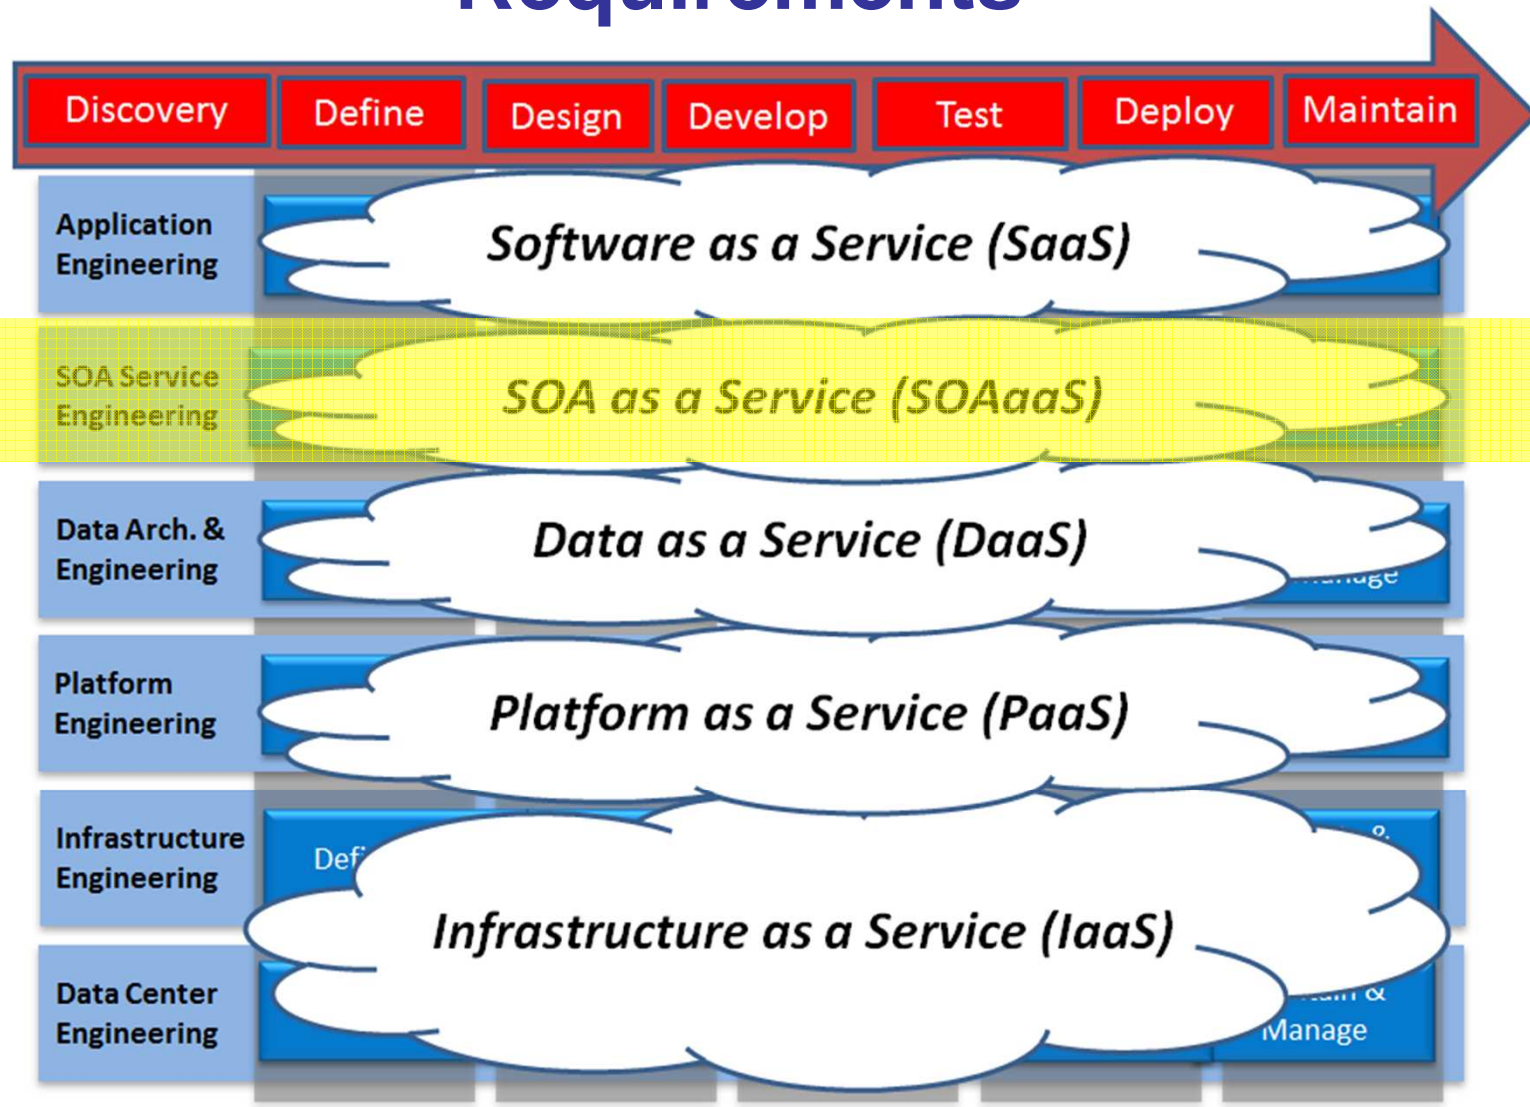 Requirements
Discovery Define Design Develop Test Deploy Maintain
Application
Engineering
Software as a Service (SaaS)
SOA Service
Engineering
SOA as a Service (SOAaaS)
Data Arch. &
Engineering
Data as a Service (DaaS)
Platform
Engineering
Platform as a Service (PaaS)
Infrastructure
Engineering
&
Infrastructure as a Service (IaaS)
Data Center
Engineering
&
Manage